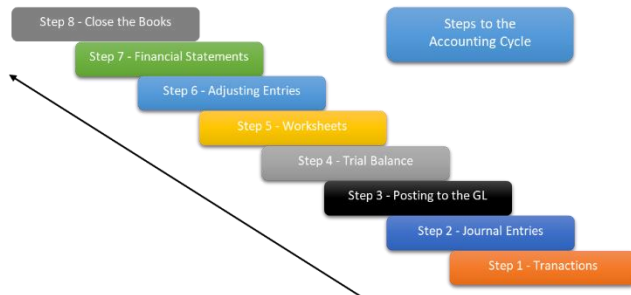 Step 8 - Close the Books
Steps to the
Accounting Cycle
Step 7 - Financial Statements
Step 6 - Adjusting Entries
Step 5 - Worksheets
Step 4 - Trial Balance
Step 3 - Posting to the GL
Step 2 - Journal Entries
Step 1 - Tranactions